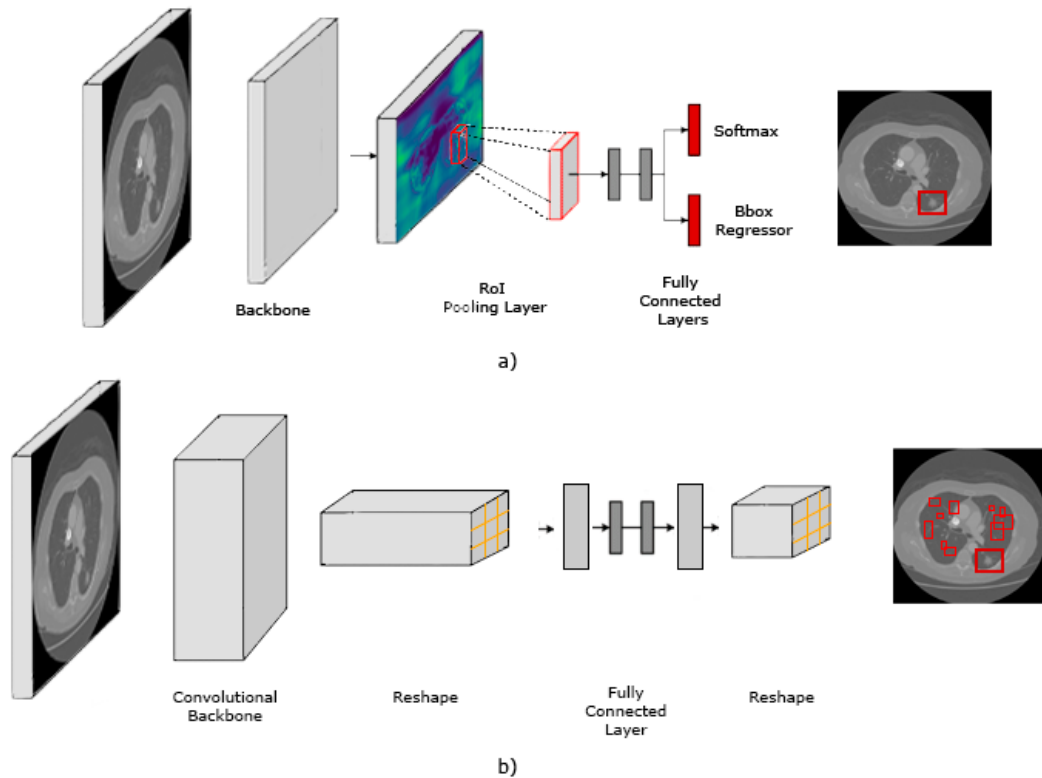 Softmax
Bbox
Regressor
Backbone
RoI
Pooling Layer
Fully
Connected
Layers
a)
Convolutional
Backbone
Reshape
Fully
Connected
Layer
Reshape
b)